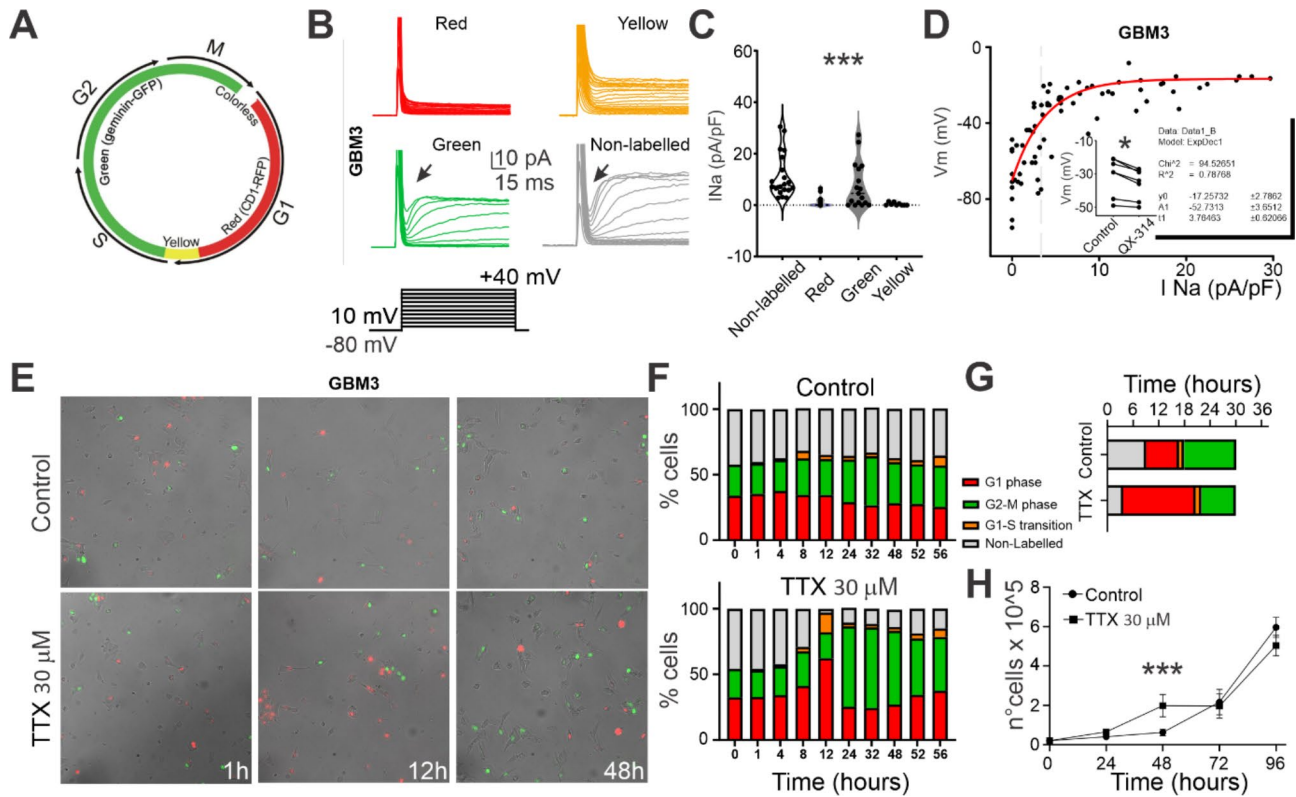 A
M
G2
Colorless
Green (geminin-GFP)
Red (CD1-RFP)
G1
S
Yellow
B
GBM3
Red
Yellow
Green
10 pA
15 ms
Non-labelled
+40 mV
10 mV
-80 mV
C
INa (pA/pF)
60
40
20
0
-10
***
Non-labelled
Red
Green
Yellow
D
GBM3
Vm (mV)
0
-40
-80
0
10
20
30
I Na (pA/pF)
Vm (mV)
-10
-30
-50
*
Control
QX-314
Data: Data1_B
Model: ExpDec1
Chi^2 = 94.52651
R^2 = 0.78768
y0 -17.25732 ±2.7862
A1 -52.7313 ±3.6512
t1 3.76463 ±0.62066
E
GBM3
Control
TTX 30 µM
1h
12h
48h
F
Control
% cells
100
50
0
0 1 4 8 12 24 32 48 52 56
G1 phase
G2-M phase
G1-S transition
Non-Labelled
TTX 30 µM
% cells
100
50
0
0 1 4 8 12 24 32 48 52 56
Time (hours)
G
Time (hours)
0 6 12 18 24 30 36
Control
TTX
H
n°cells x 10^5
8
6
4
2
0
Control
TTX 30 µM
***
0 24 48 72 96
Time (hours)